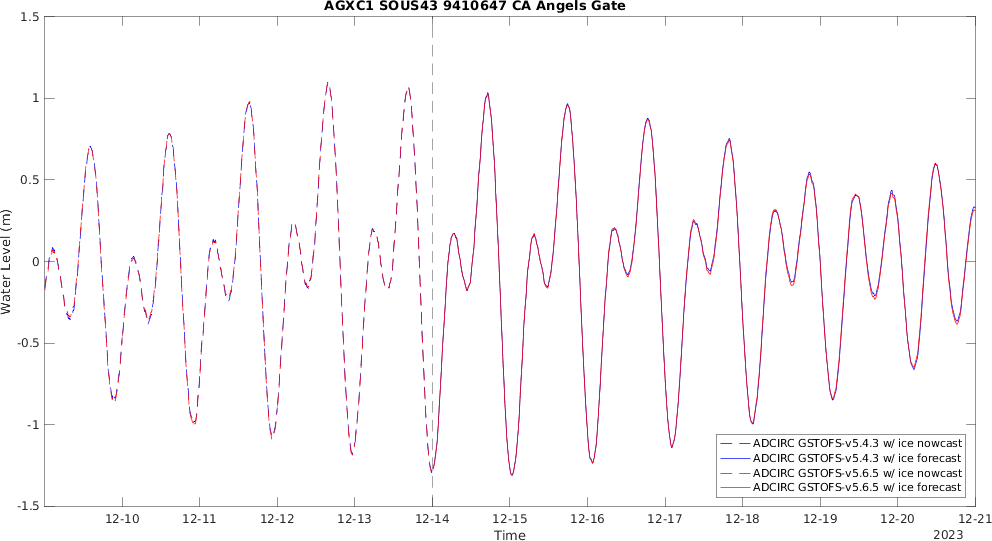 AGXC1 SOUS43 9410647 CA Angels Gate
1.5
1
0.5
0
-0.5
-1
-1.5
Water Level (m)
ADCIRC GSTOFS-v5.4.3 w/ ice nowcast
ADCIRC GSTOFS-v5.4.3 w/ ice forecast
ADCIRC GSTOFS-v5.6.5 w/ ice nowcast
ADCIRC GSTOFS-v5.6.5 w/ ice forecast
12-10 12-11 12-12 12-13 12-14 12-15 12-16 12-17 12-18 12-19 12-20 12-21
Time
2023